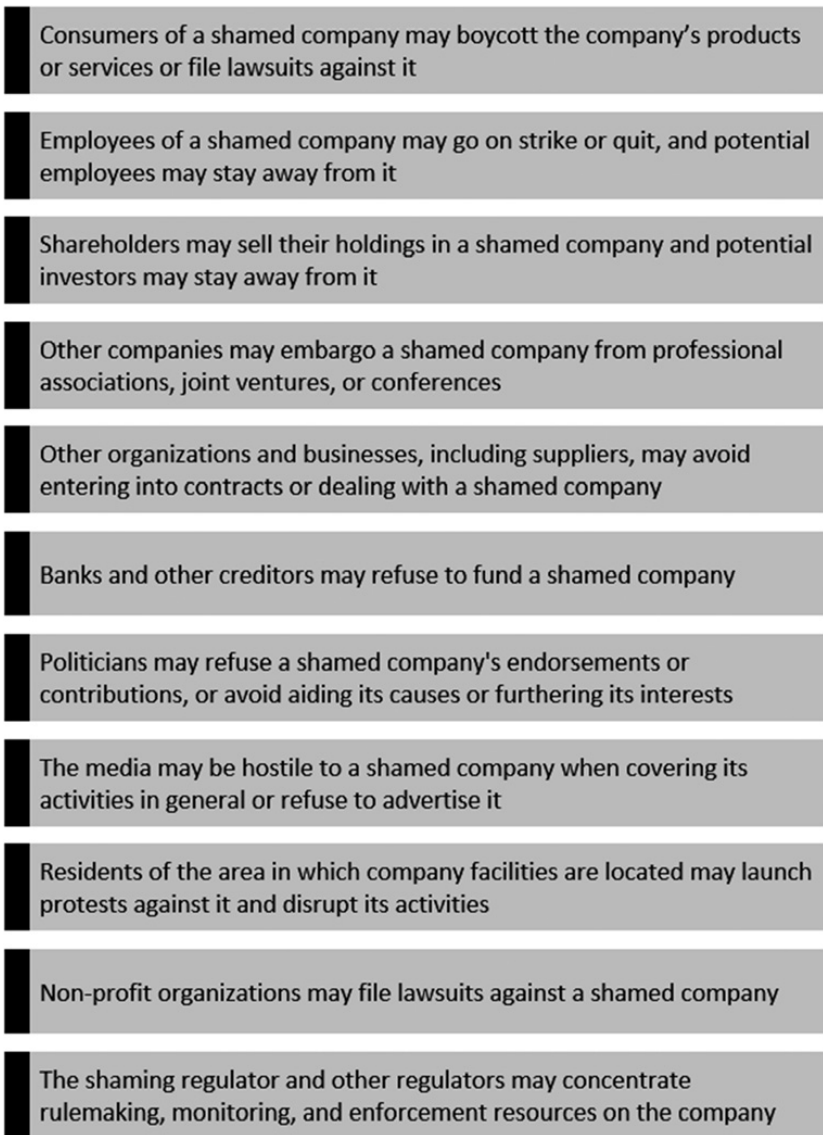 Consumers of a shamed company may boycott the company’s products
or services or file lawsuits against it
Employees of a shamed company may go on strike or quit, and potential
employees may stay away from it
Shareholders may sell their holdings in a shamed company and potential
investors may stay away from it
Other companies may embargo a shamed company from professional
associations, joint ventures, or conferences
Other organizations and businesses, including suppliers, may avoid
entering into contracts or dealing with a shamed company
Banks and other creditors may refuse to fund a shamed company
Politicians may refuse a shamed company's endorsements or
contributions, or avoid aiding its causes or furthering its interests
The media may be hostile to a shamed company when covering its
activities in general or refuse to advertise it
Residents of the area in which company facilities are located may launch
protests against it and disrupt its activities
Non-profit organizations may file lawsuits against a shamed company
The shaming regulator and other regulators may concentrate
rulemaking, monitoring, and enforcement resources on the company